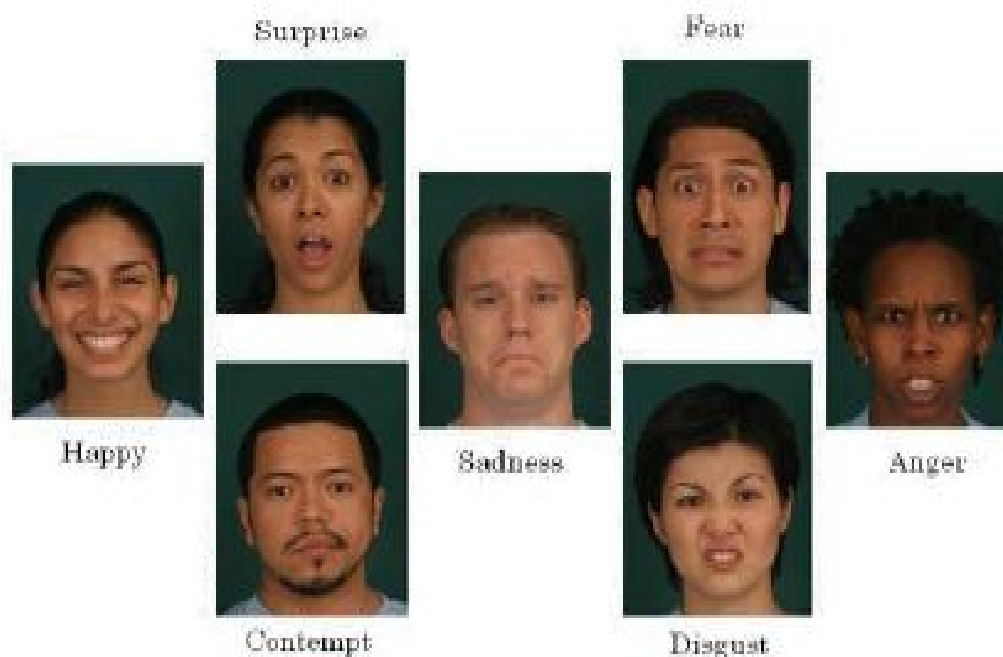 Surprise
Fear
Happy
Sadness
Anger
Contempt
Disgust